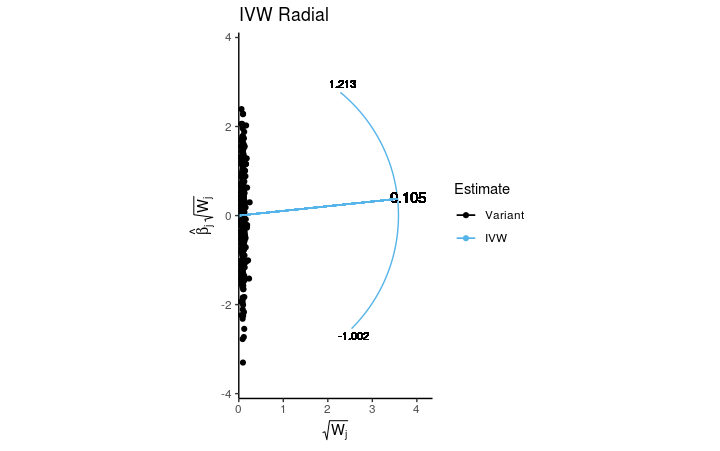 IVW Radial
4
2
0
-2
-4
β̂j√Wj
0
1
2
3
4
√Wj
1.213
0.105
-1.002
Estimate
Variant
IVW